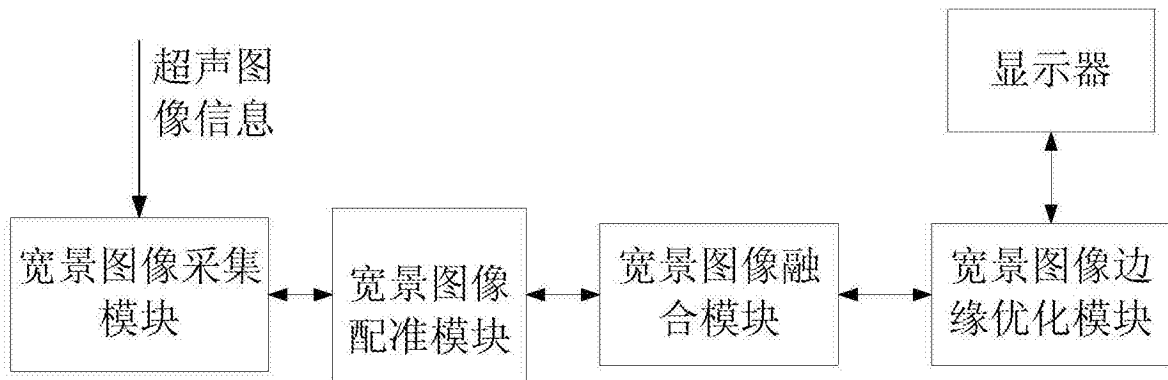 超声图
像信息
显示器
宽景图像采集
模块
宽景图像
配准模块
宽景图像融
合模块
宽景图像边
缘优化模块